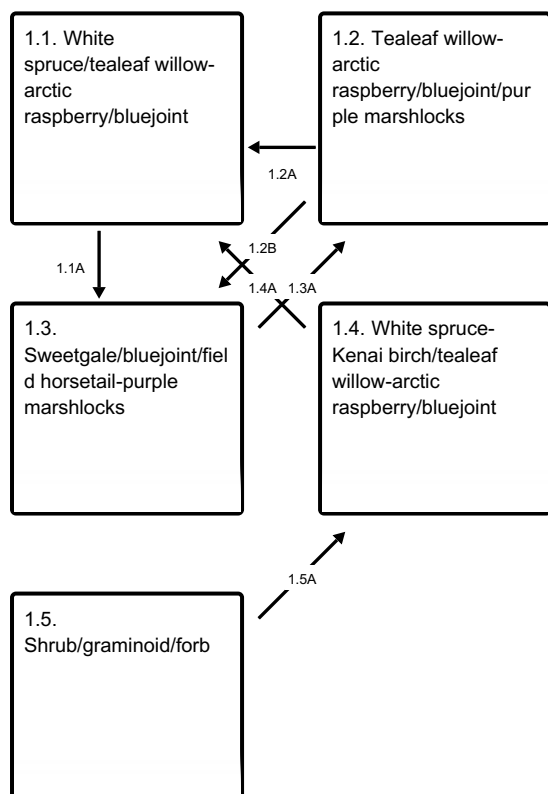 1.1. White
spruce/tealeaf willow-
arctic
raspberry/bluejoint
1.2. Tealeaf willow-
arctic
raspberry/bluejoint/pur
ple marshlocks
1.2A
1.2B
1.1A
1.4A
1.3A
1.3.
Sweetgale/bluejoint/fiel
d horsetail-purple
marshlocks
1.4. White spruce-
Kenai birch/tealeaf
willow-arctic
raspberry/bluejoint
1.5A
1.5.
Shrub/graminoid/forb